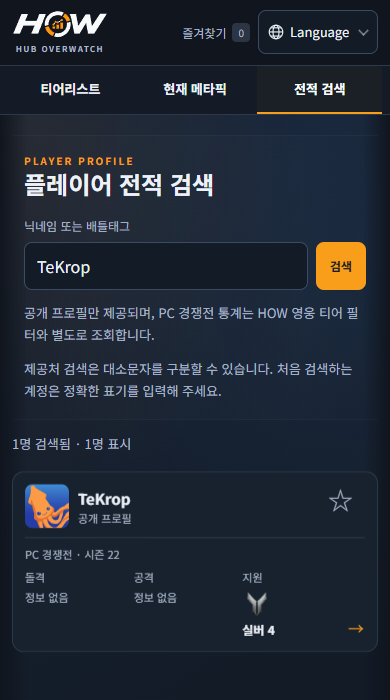 HOW
HUB OVERWATCH
즐겨찾기 0
Language
티어리스트 현재 메타픽 전적 검색
PLAYER PROFILE
플레이어 전적 검색
닉네임 또는 배틀태그
TeKrop 검색
공개 프로필만 제공되며, PC 경쟁전 통계는 HOW 영웅 티어 필
터와 별도로 조회합니다.
제공처 검색은 대소문자를 구분할 수 있습니다. 처음 검색하는
계정은 정확한 표기를 입력해 주세요.
1명 검색됨 · 1명 표시
TeKrop
공개 프로필
PC 경쟁전 · 시즌 22
돌격 공격 지원
정보 없음 정보 없음
실버 4 →